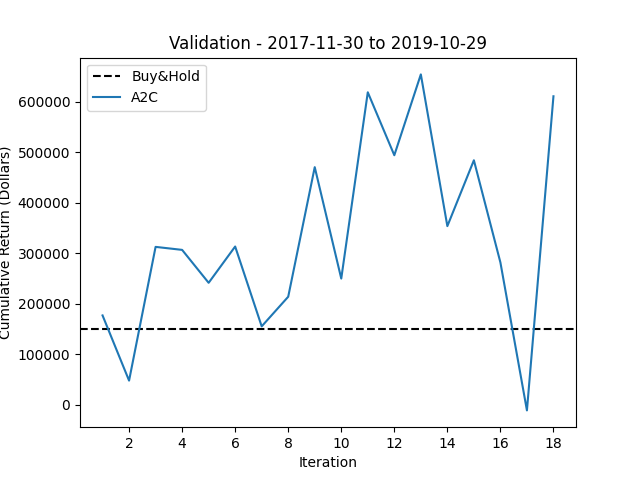 Validation - 2017-11-30 to 2019-10-29
Buy&Hold
A2C
Cumulative Return (Dollars)
600000
500000
400000
300000
200000
100000
0
2 4 6 8 10 12 14 16 18
Iteration